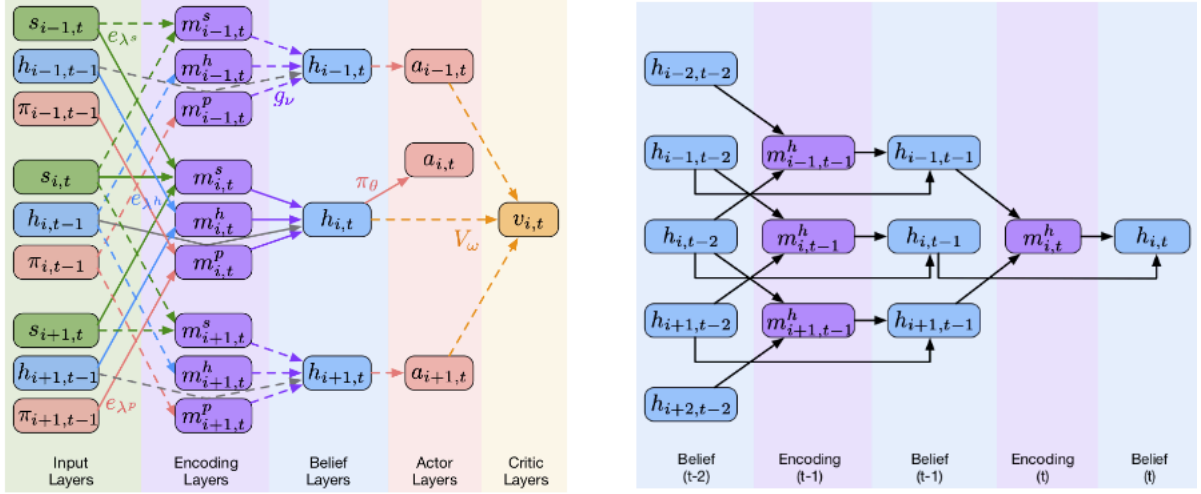 s_{i-1,t}
e_{λ^s}
m^s_{i-1,t}
h_{i-1,t-1}
m^h_{i-1,t}
h_{i-1,t}
a_{i-1,t}
π_{i-1,t-1}
m^p_{i-1,t}
g_ν
s_{i,t}
m^s_{i,t}
a_{i,t}
π_θ
e_{λ^h}
h_{i,t-1}
m^h_{i,t}
h_{i,t}
v_{i,t}
V_ω
π_{i,t-1}
m^p_{i,t}
s_{i+1,t}
m^s_{i+1,t}
h_{i+1,t-1}
m^h_{i+1,t}
h_{i+1,t}
a_{i+1,t}
π_{i+1,t-1}
e_{λ^p}
m^p_{i+1,t}
Input
Layers
Encoding
Layers
Belief
Layers
Actor
Layers
Critic
Layers
h_{i-2,t-2}
h_{i-1,t-2}
m^h_{i-1,t-1}
h_{i-1,t-1}
h_{i,t-2}
m^h_{i,t-1}
h_{i,t-1}
m^h_{i,t}
h_{i,t}
h_{i+1,t-2}
m^h_{i+1,t-1}
h_{i+1,t-1}
h_{i+2,t-2}
Belief
(t-2)
Encoding
(t-1)
Belief
(t-1)
Encoding
(t)
Belief
(t)